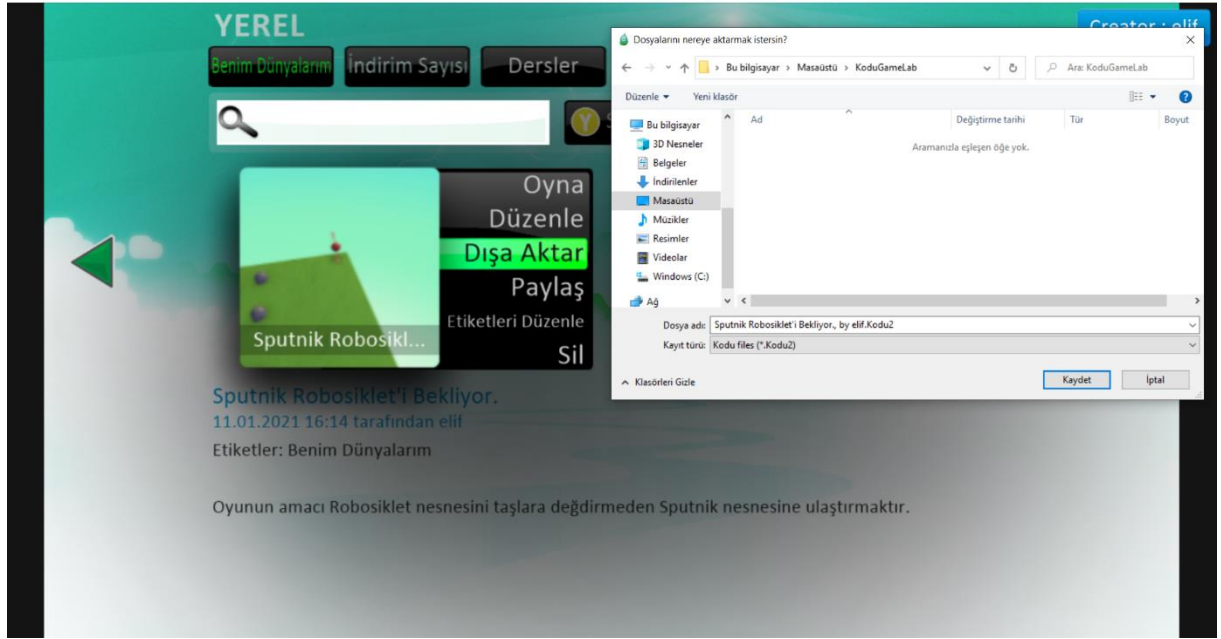 YEREL
Creator : elif
Benim Dünyalarım
İndirim Sayısı
Dersler
Oyna
Düzenle
Dışa Aktar
Paylaş
Etiketleri Düzenle
Sil
Sputnik Robosikl...
Sputnik Robosiklet'i Bekliyor.
11.01.2021 16:14 tarafından elif
Etiketler: Benim Dünyalarım
Oyunun amacı Robosiklet nesnesini taşlara değdirmeden Sputnik nesnesine ulaştırmaktır.
Dosyalarını nereye aktarmak istersin?
Bu bilgisayar > Masaüstü > KoduGameLab
Ara: KoduGameLab
Düzenle
Yeni klasör
Bu bilgisayar
3D Nesneler
Belgeler
İndirilenler
Masaüstü
Müzikler
Resimler
Videolar
Windows (C:)
Ağ
Ad
Değiştirme tarihi
Tür
Boyut
Aramanızla eşleşen öğe yok.
Dosya adı: Sputnik Robosiklet'i Bekliyor., by elif.Kodu2
Kayıt türü: Kodu files (*.Kodu2)
Klasörleri Gizle
Kaydet
İptal
Y